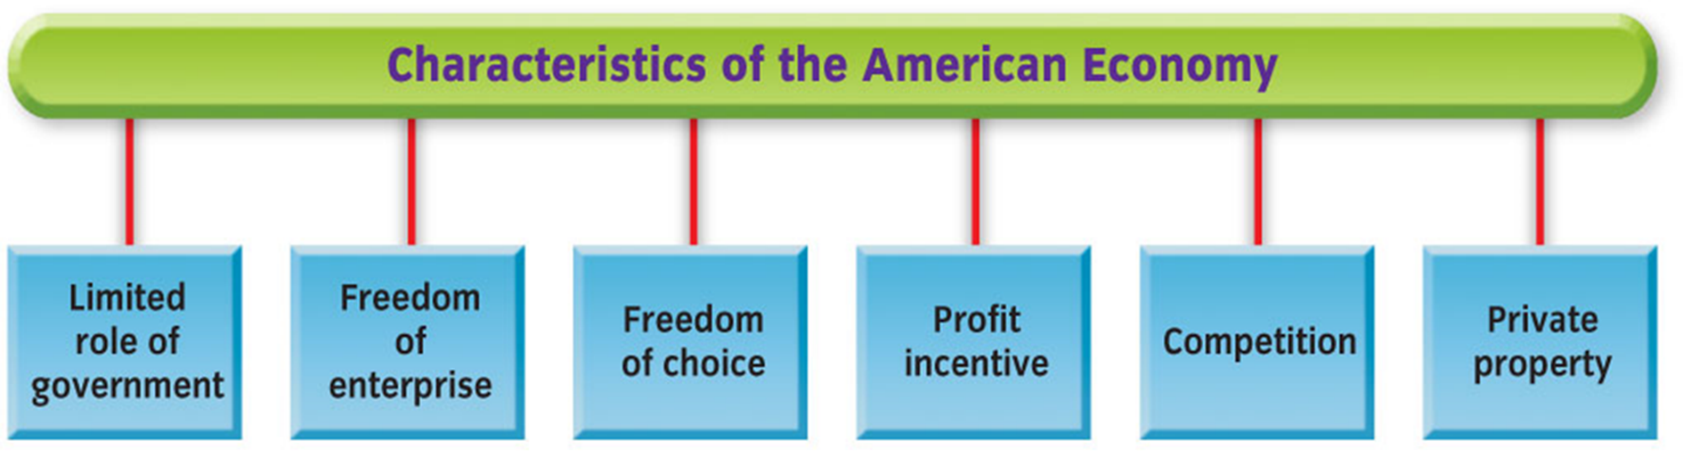 Characteristics of the American Economy
Limited
role of
government
Freedom
of
enterprise
Freedom
of choice
Profit
incentive
Competition
Private
property